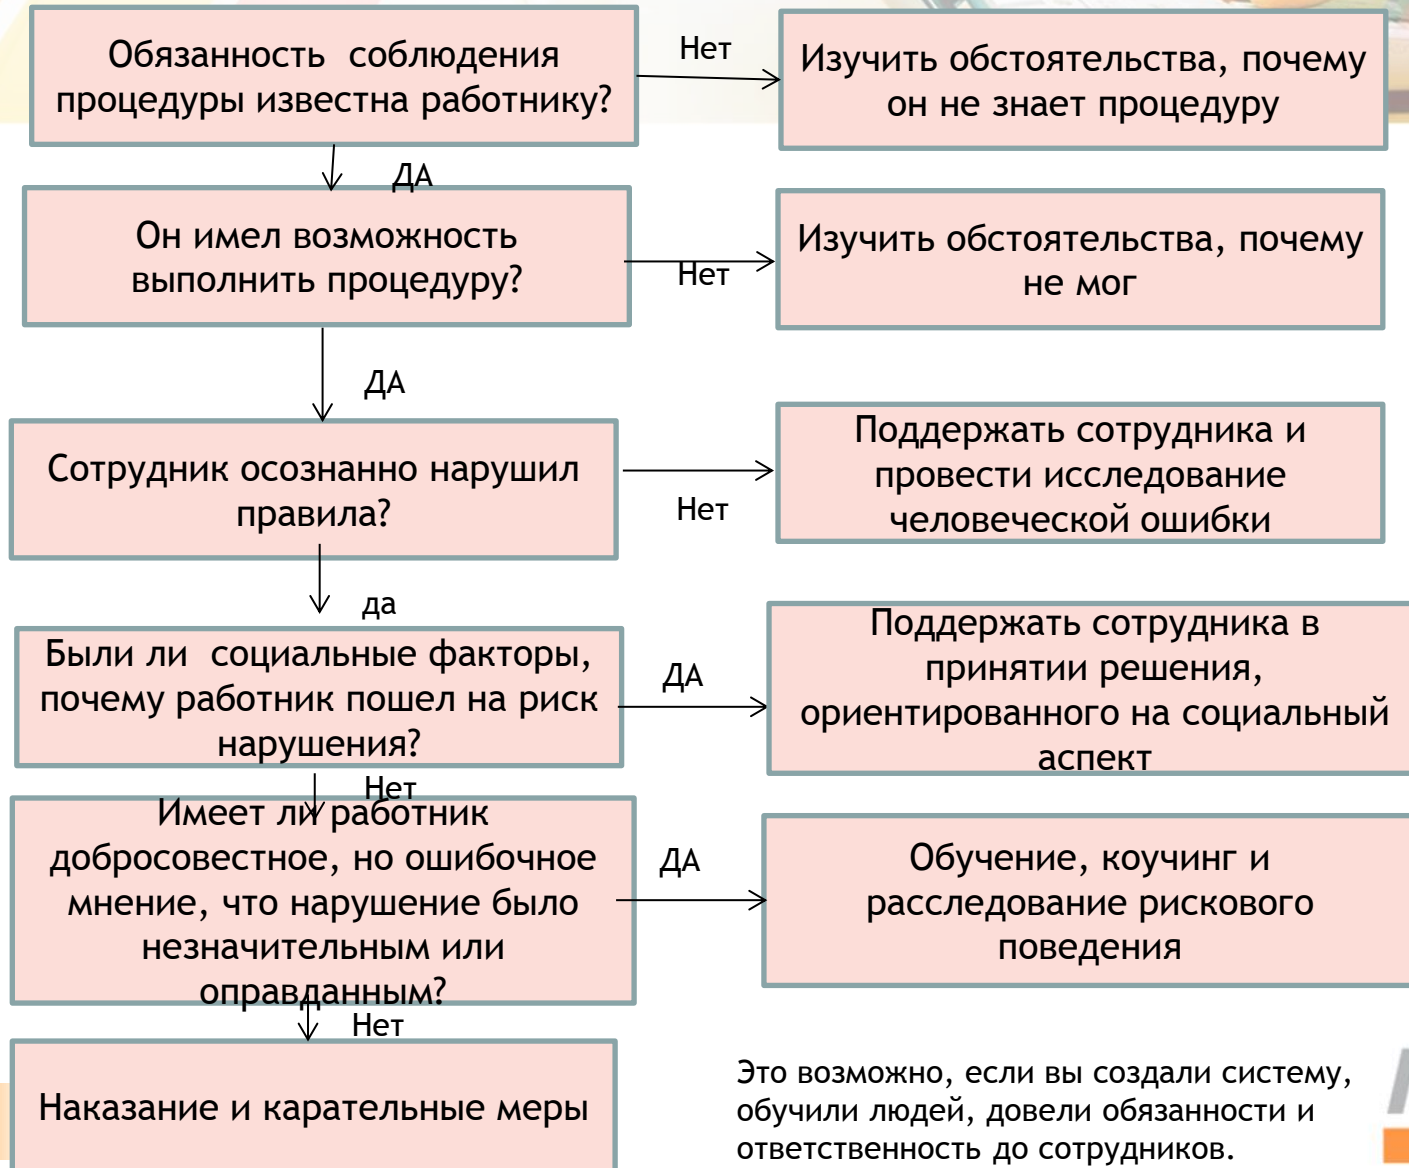 Обязанность соблюдения
процедуры известна работнику?
Нет
Изучить обстоятельства, почему
он не знает процедуру
ДА
Он имел возможность
выполнить процедуру?
Нет
Изучить обстоятельства, почему
не мог
ДА
Сотрудник осознанно нарушил
правила?
Нет
Поддержать сотрудника и
провести исследование
человеческой ошибки
да
Были ли социальные факторы,
почему работник пошел на риск
нарушения?
ДА
Поддержать сотрудника в
принятии решения,
ориентированного на социальный
аспект
Нет
Имеет ли работник
добросовестное, но ошибочное
мнение, что нарушение было
незначительным или
оправданным?
ДА
Обучение, коучинг и
расследование рискового
поведения
Нет
Наказание и карательные меры
Это возможно, если вы создали систему,
обучили людей, довели обязанности и
ответственность до сотрудников.